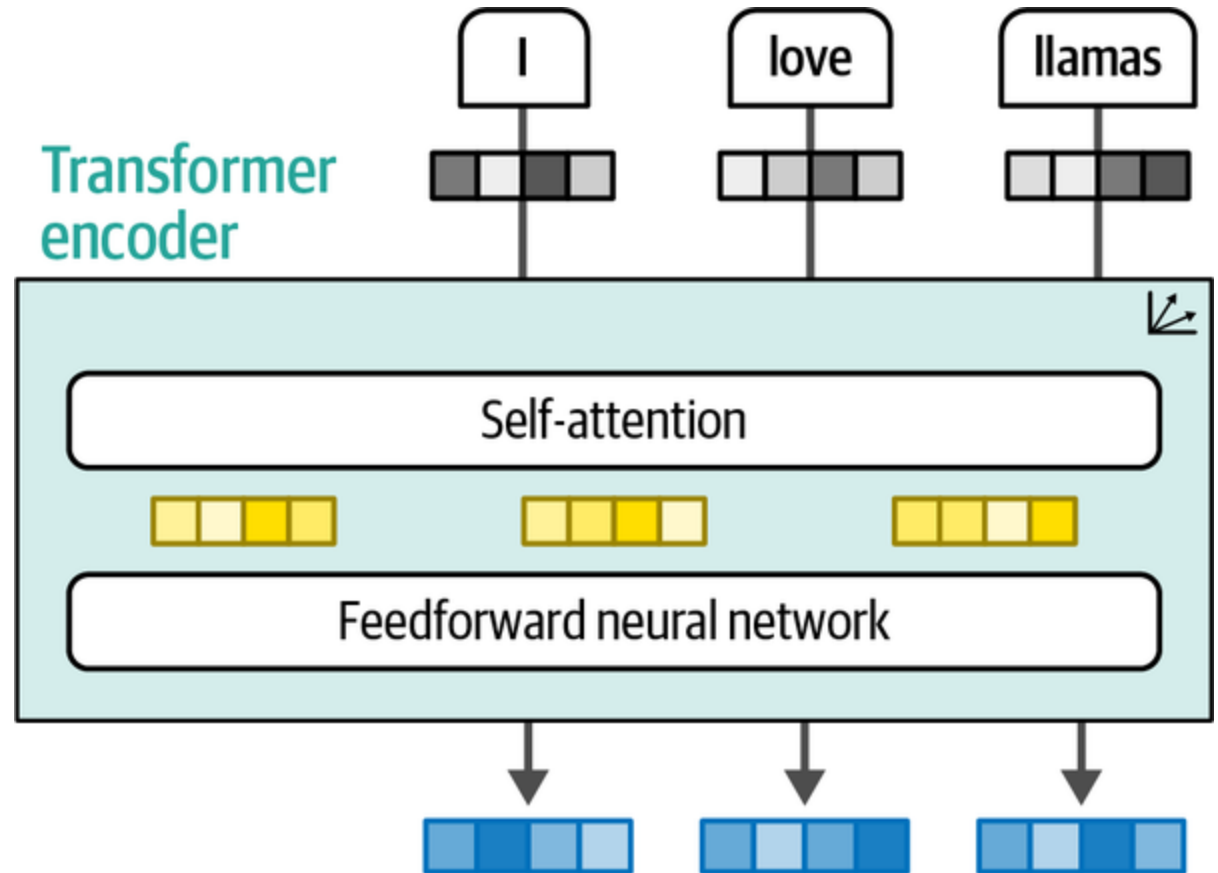 I
love
llamas
Transformer
encoder
Self-attention
Feedforward neural network